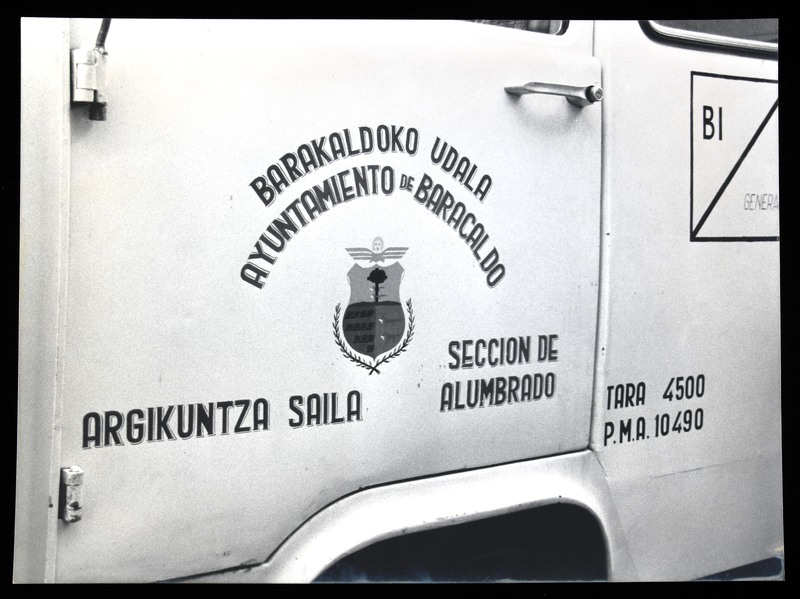 BARAKALDOKO UDALA
AYUNTAMIENTO DE BARACALDO
ARGIKUNTZA SAILA
SECCION DE
ALUMBRADO
BI
TARA 4500
P.M.A. 10490